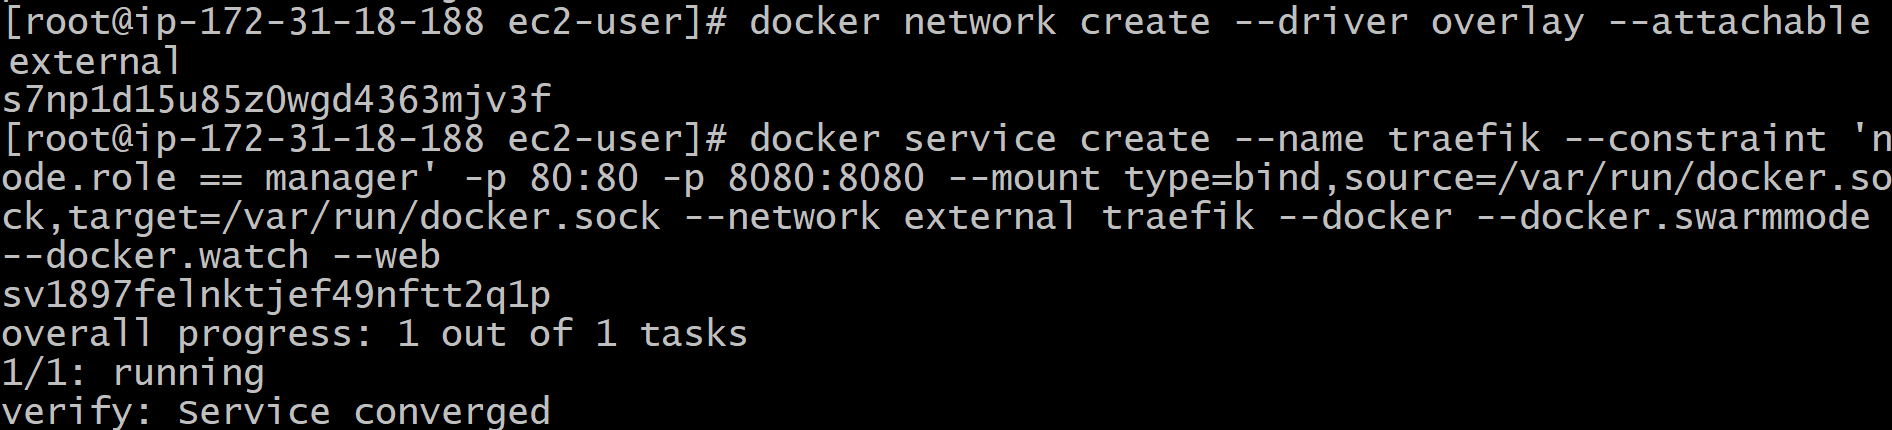 [root@ip-172-31-18-188 ec2-user]# docker network create --driver overlay --attachable
external
s7np1d15u85z0wgd4363mjv3f
[root@ip-172-31-18-188 ec2-user]# docker service create --name traefik --constraint 'n
ode.role == manager' -p 80:80 -p 8080:8080 --mount type=bind,source=/var/run/docker.so
ck,target=/var/run/docker.sock --network external traefik --docker --docker.swarmmode
--docker.watch --web
sv1897felnktjef49nftt2q1p
overall progress: 1 out of 1 tasks
1/1: running
verify: Service converged